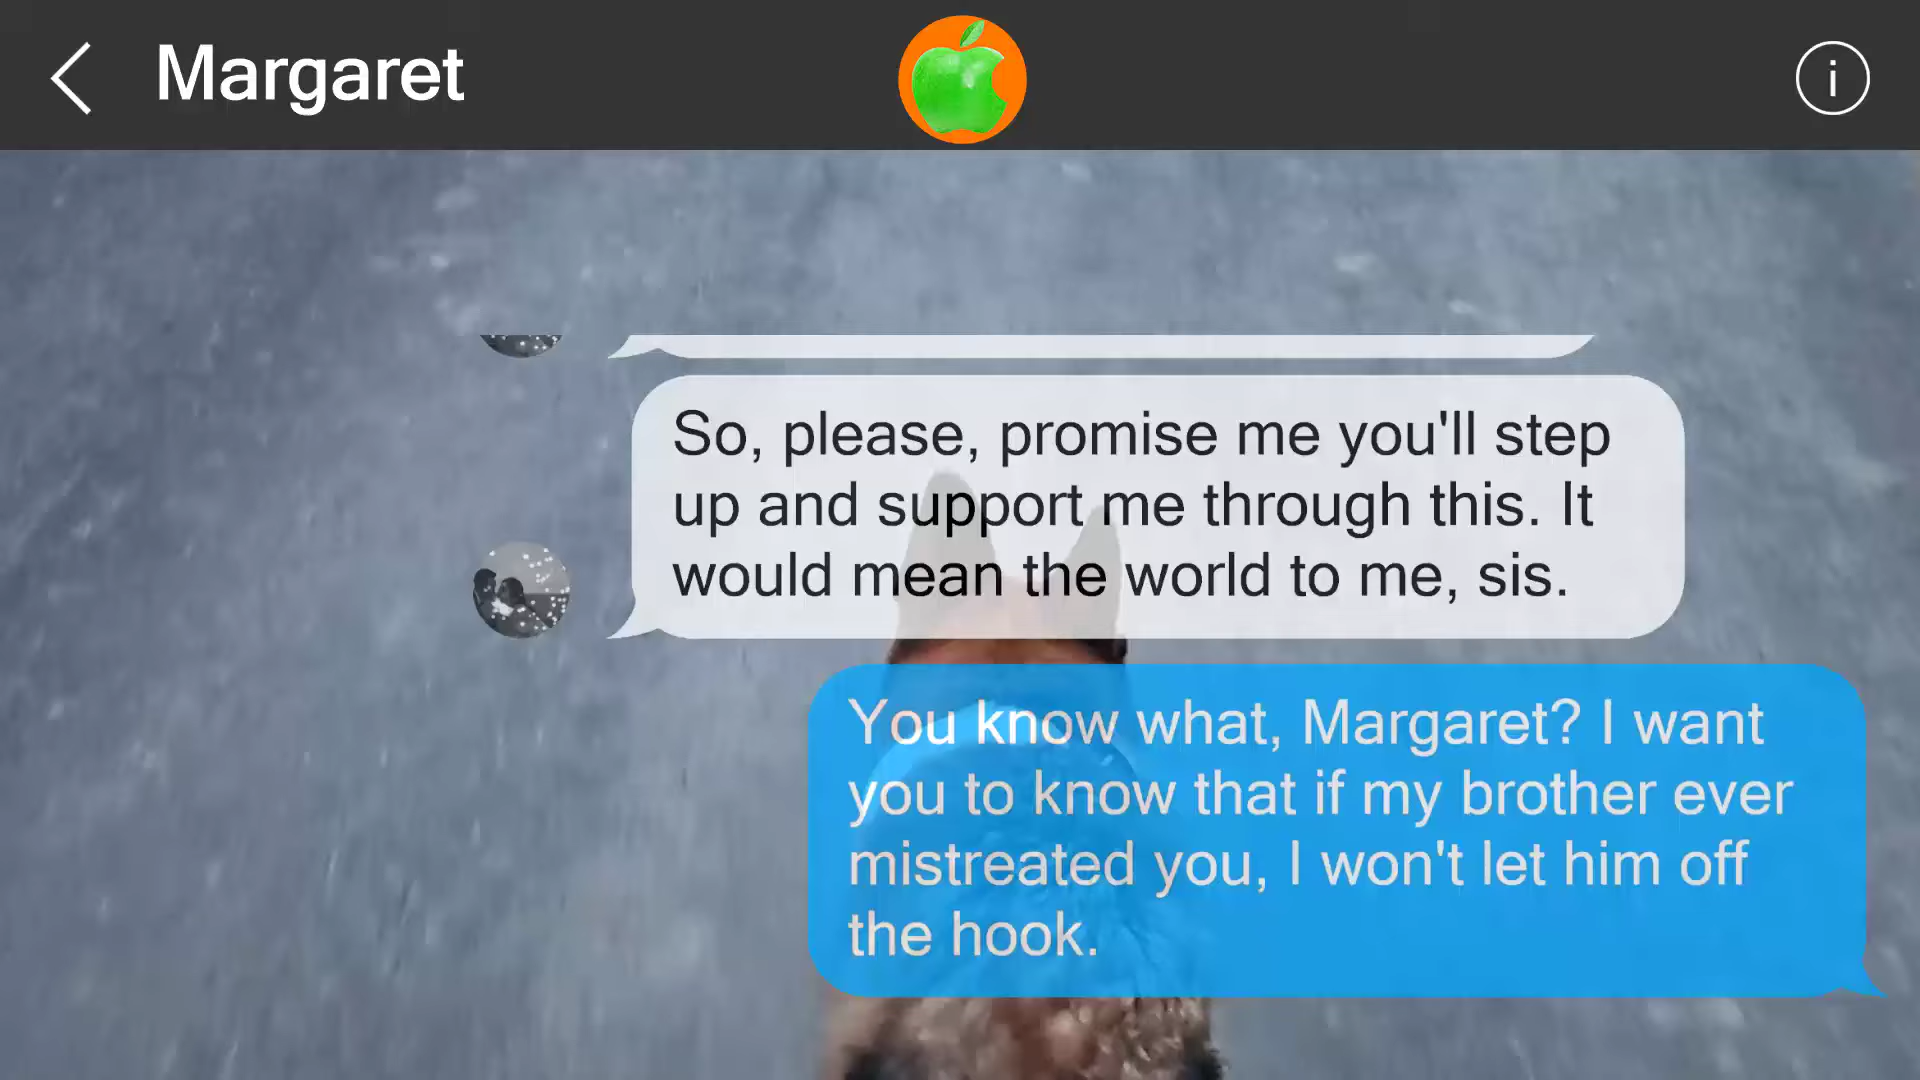 Margaret
i
So, please, promise me you'll step
up and support me through this. It
would mean the world to me, sis.
You know what, Margaret? I want
you to know that if my brother ever
mistreated you, I won't let him off
the hook.